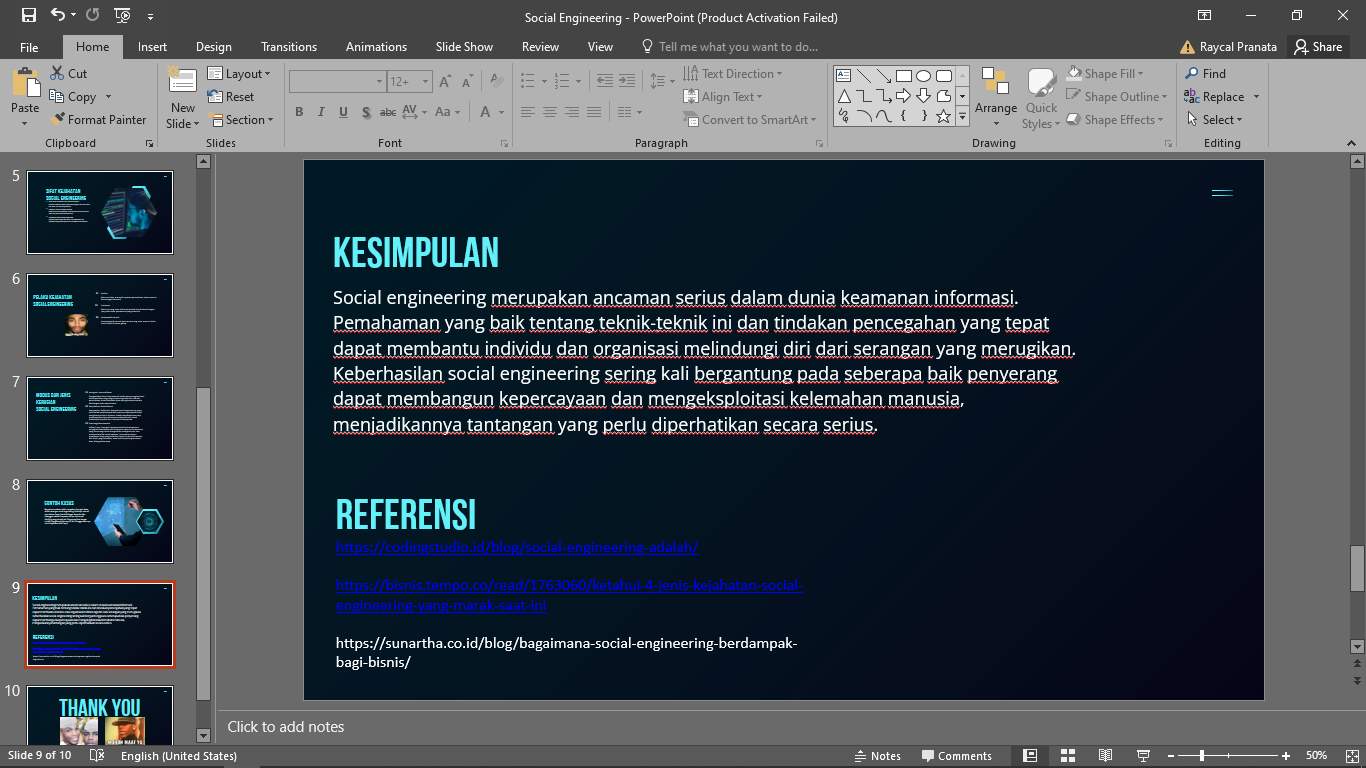 Social Engineering - PowerPoint (Product Activation Failed)
File Home Insert Design Transitions Animations Slide Show Review View Tell me what you want to do... Raycal Pranata Share
Paste Cut Copy Format Painter
Clipboard
New Slide Layout Reset Section
Slides
12+
B I U S abc AV Aa A
Font
Text Direction Align Text Convert to SmartArt
Paragraph
Arrange Quick Styles Shape Fill Shape Outline Shape Effects
Drawing
Find Replace Select
Editing
5
SIFAT KEJAHATAN
SOCIAL ENGINEERING
6
PELAKU KEJAHATAN
SOCIAL ENGINEERING
7
MODUS DAN JENIS
KERUGIAN
SOCIAL ENGINEERING
8
CONTOH KASUS
9
KESIMPULAN
REFERENSI
10
THANK YOU
KESIMPULAN
Social engineering merupakan ancaman serius dalam dunia keamanan informasi.
Pemahaman yang baik tentang teknik-teknik ini dan tindakan pencegahan yang tepat
dapat membantu individu dan organisasi melindungi diri dari serangan yang merugikan.
Keberhasilan social engineering sering kali bergantung pada seberapa baik penyerang
dapat membangun kepercayaan dan mengeksploitasi kelemahan manusia,
menjadikannya tantangan yang perlu diperhatikan secara serius.
REFERENSI
https://codingstudio.id/blog/social-engineering-adalah/
https://bisnis.tempo.co/read/1763060/ketahui-4-jenis-kejahatan-social-
engineering-yang-marak-saat-ini
https://sunartha.co.id/blog/bagaimana-social-engineering-berdampak-
bagi-bisnis/
Click to add notes
Slide 9 of 10 English (United States) Notes Comments 50%